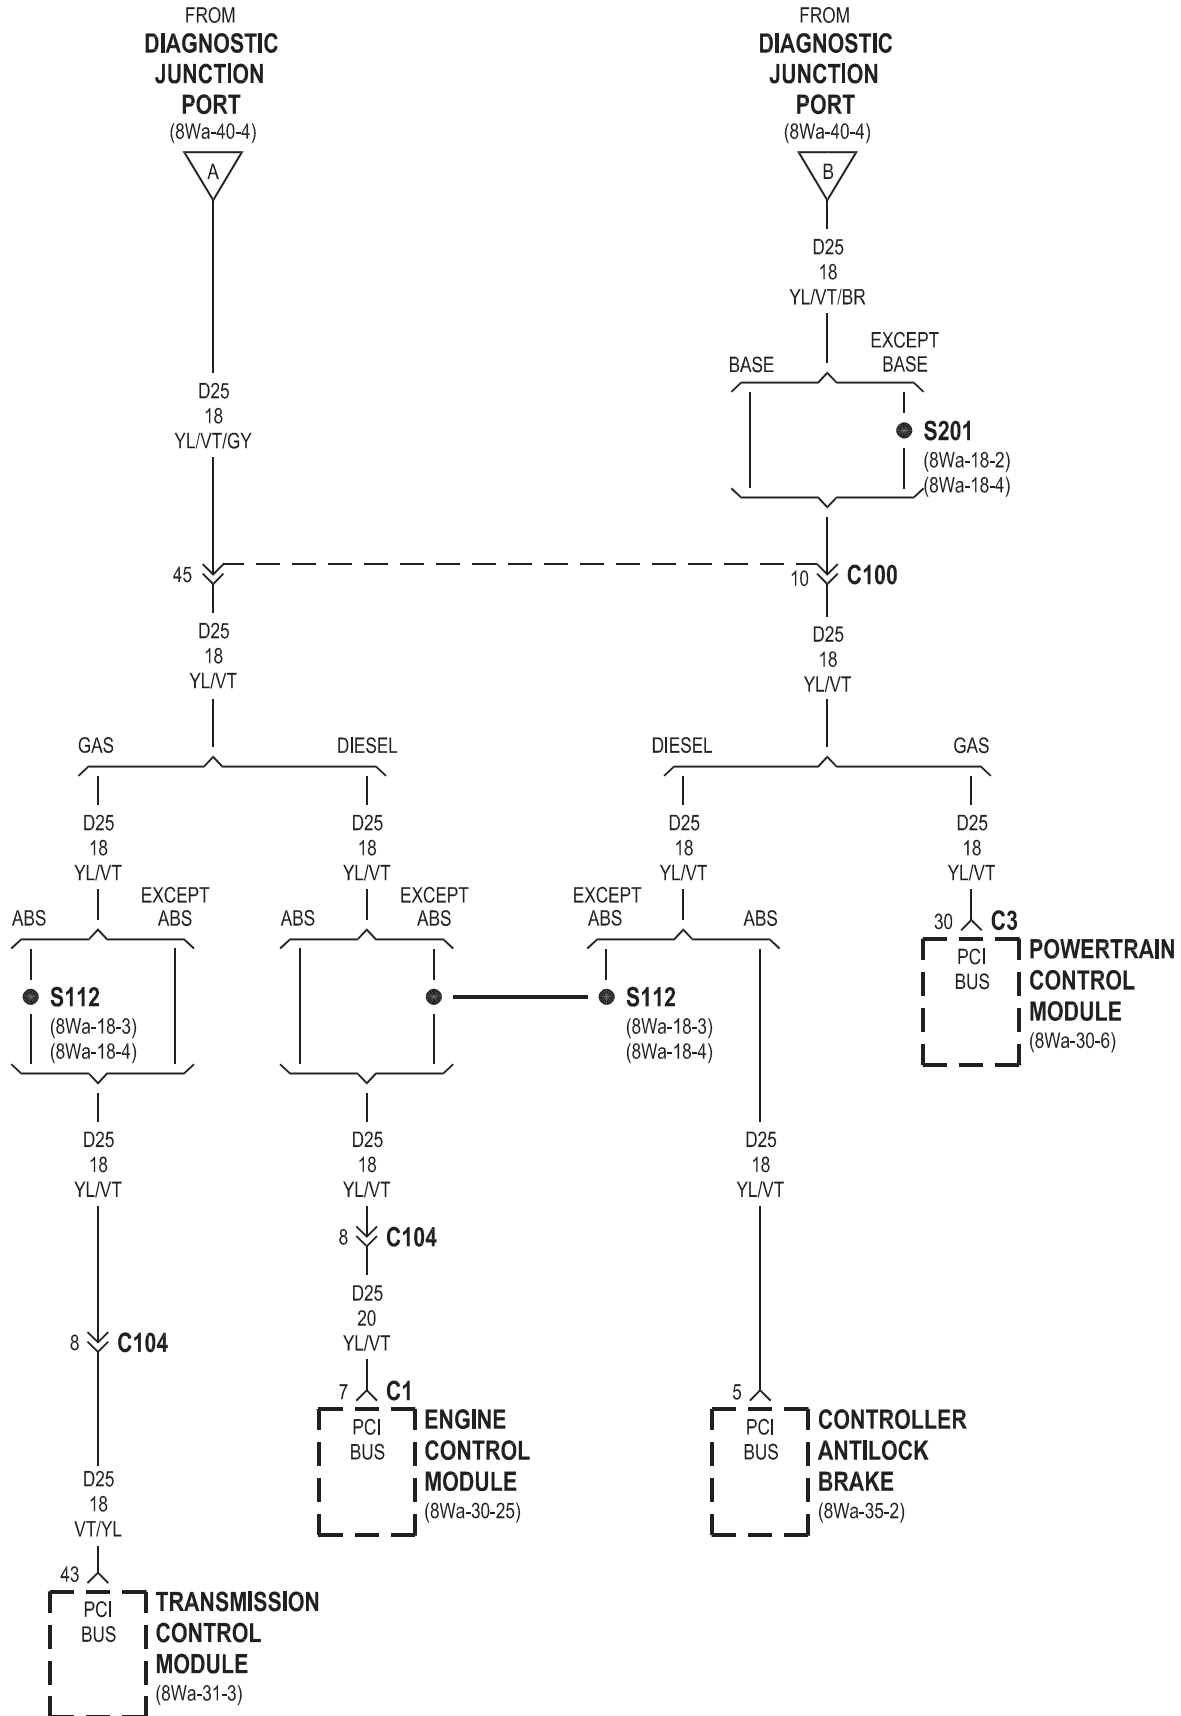 FROM
DIAGNOSTIC
JUNCTION
PORT
(8Wa-40-4)
A
FROM
DIAGNOSTIC
JUNCTION
PORT
(8Wa-40-4)
B
D25
18
YL/VT/BR
BASE
EXCEPT
BASE
S201
(8Wa-18-2)
(8Wa-18-4)
D25
18
YL/VT/GY
45
10
C100
D25
18
YL/VT
D25
18
YL/VT
GAS
DIESEL
DIESEL
GAS
D25
18
YL/VT
D25
18
YL/VT
D25
18
YL/VT
D25
18
YL/VT
ABS
EXCEPT
ABS
ABS
EXCEPT
ABS
EXCEPT
ABS
ABS
30
C3
PCI
BUS
POWERTRAIN
CONTROL
MODULE
(8Wa-30-6)
S112
(8Wa-18-3)
(8Wa-18-4)
S112
(8Wa-18-3)
(8Wa-18-4)
D25
18
YL/VT
D25
18
YL/VT
D25
18
YL/VT
8
C104
D25
20
YL/VT
8
C104
7
C1
PCI
BUS
ENGINE
CONTROL
MODULE
(8Wa-30-25)
5
PCI
BUS
CONTROLLER
ANTILOCK
BRAKE
(8Wa-35-2)
D25
18
VT/YL
43
PCI
BUS
TRANSMISSION
CONTROL
MODULE
(8Wa-31-3)